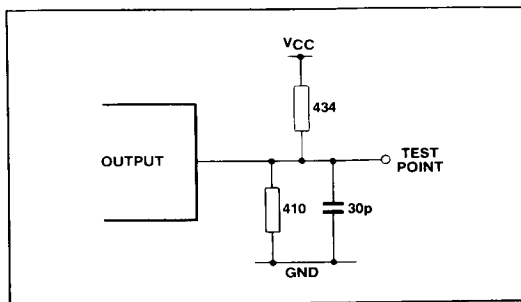 VCC
434
OUTPUT
TEST
POINT
410
30p
GND